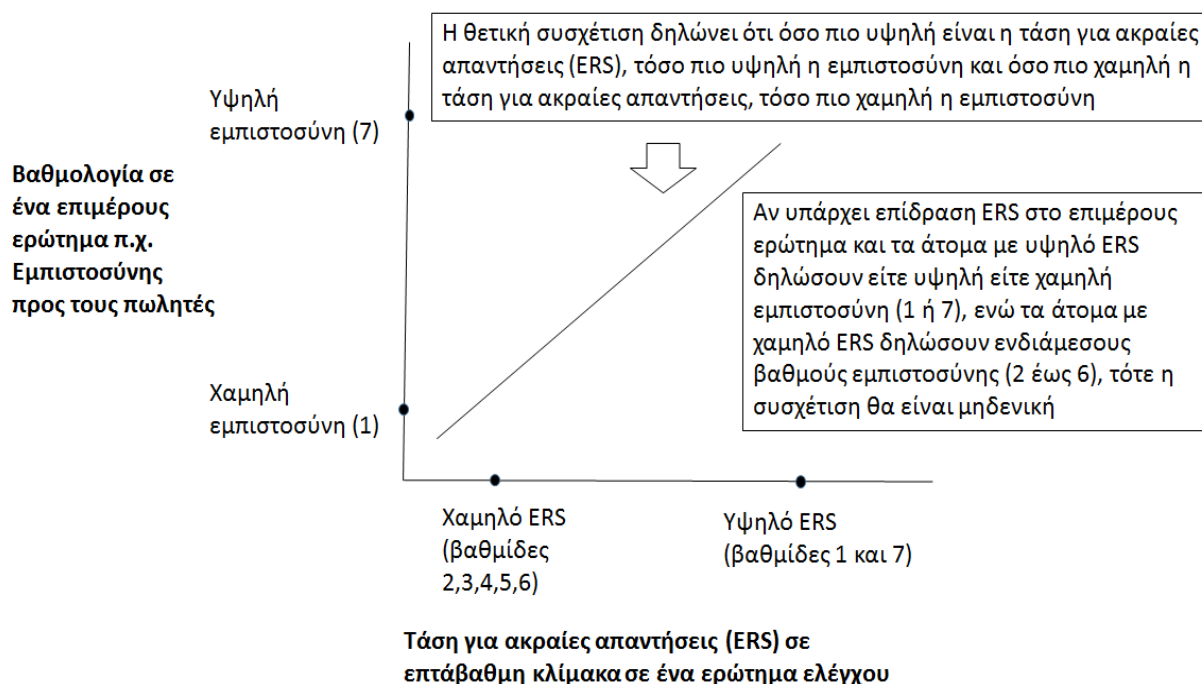 Η θετική συσχέτιση δηλώνει ότι όσο πιο υψηλή είναι η τάση για ακραίες
απαντήσεις (ERS), τόσο πιο υψηλή η εμπιστοσύνη και όσο πιο χαμηλή η
τάση για ακραίες απαντήσεις, τόσο πιο χαμηλή η εμπιστοσύνη
Υψηλή
εμπιστοσύνη (7)
Βαθμολογία σε
ένα επιμέρους
ερώτημα π.χ.
Εμπιστοσύνης
προς τους πωλητές
Αν υπάρχει επίδραση ERS στο επιμέρους
ερώτημα και τα άτομα με υψηλό ERS
δηλώσουν είτε υψηλή είτε χαμηλή
εμπιστοσύνη (1 ή 7), ενώ τα άτομα με
χαμηλό ERS δηλώσουν ενδιάμεσους
βαθμούς εμπιστοσύνης (2 έως 6), τότε η
συσχέτιση θα είναι μηδενική
Χαμηλή
εμπιστοσύνη (1)
Χαμηλό ERS
(βαθμίδες
2,3,4,5,6)
Υψηλό ERS
(βαθμίδες 1 και 7)
Τάση για ακραίες απαντήσεις (ERS) σε
επτάβαθμη κλίμακα σε ένα ερώτημα ελέγχου